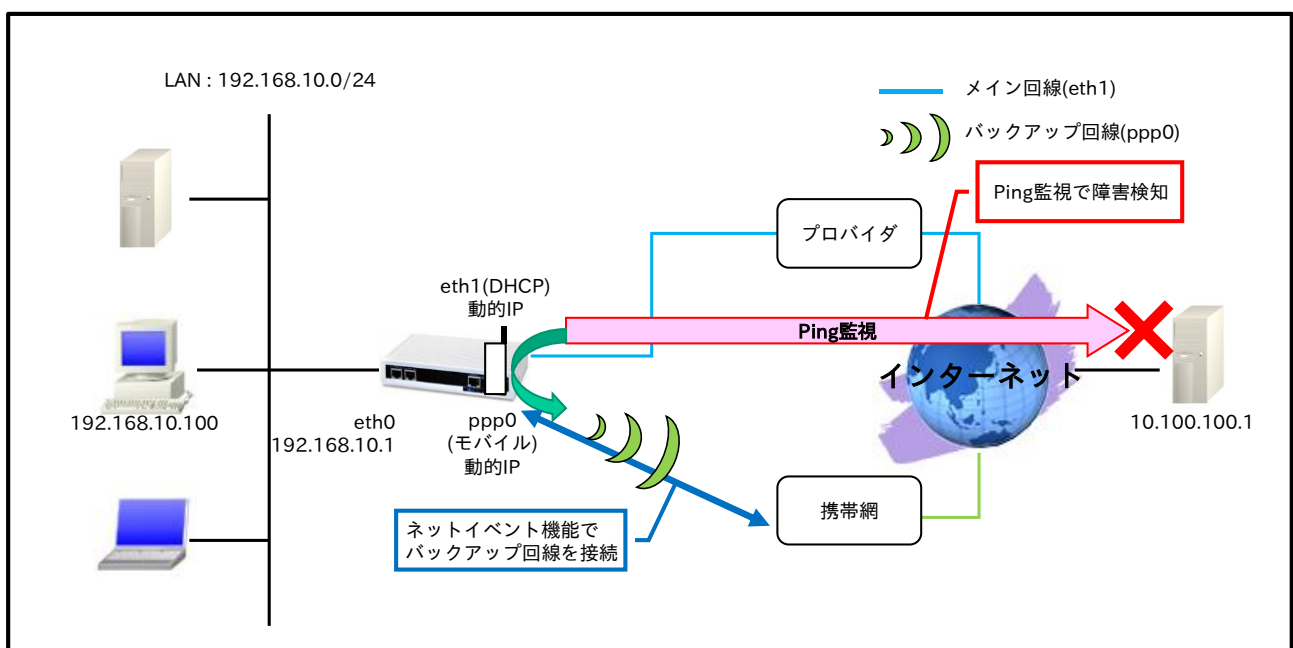 LAN : 192.168.10.0/24
メイン回線(eth1)
バックアップ回線(ppp0)
Ping監視で障害検知
プロバイダ
eth1(DHCP)
動的IP
Ping監視
インターネット
192.168.10.100
eth0
192.168.10.1
ppp0
(モバイル)
動的IP
10.100.100.1
携帯網
ネットイベント機能で
バックアップ回線を接続